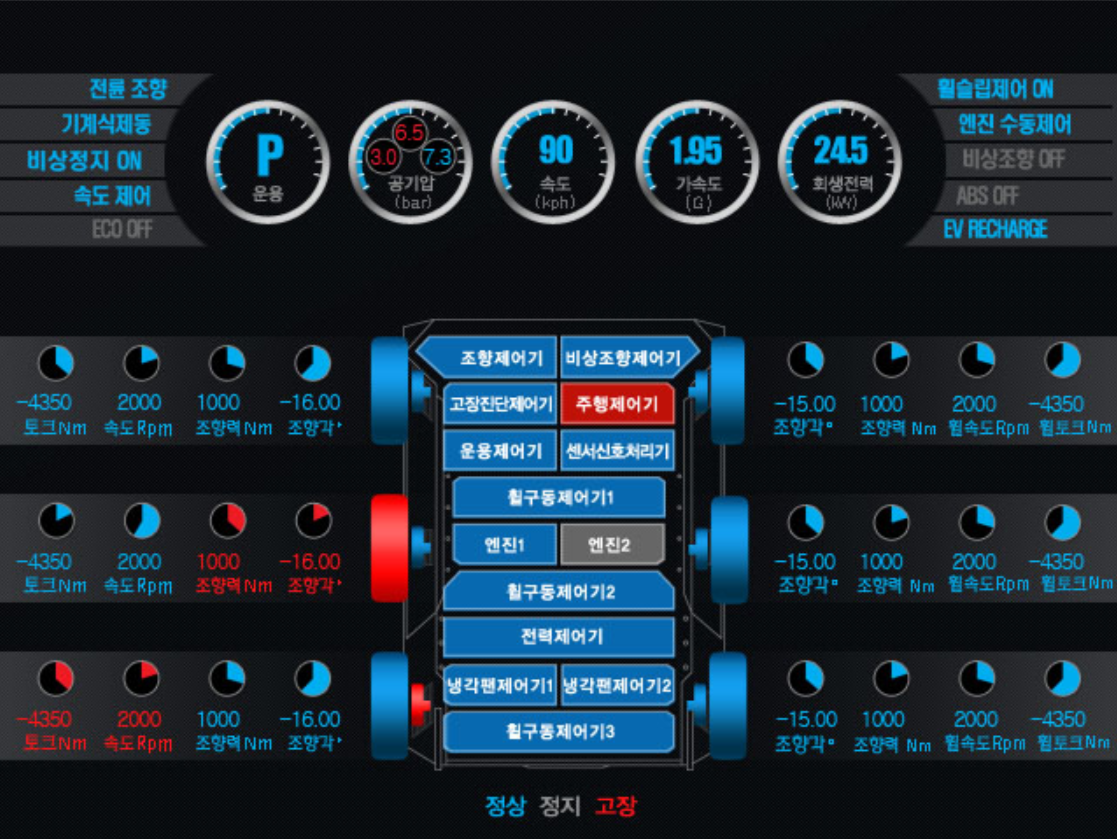 전륜 조향
기계식제동
비상정지 ON
속도 제어
ECO OFF
P
운용
6.5
3.0
7.3
공기압
(bar)
90
속도
(kph)
1.95
가속도
(G)
24.5
회생전력
(kW)
휠슬립제어 ON
엔진 수동제어
비상조향 OFF
ABS OFF
EV RECHARGE
-4350 2000 1000 -16.00
토크Nm 속도Rpm 조향력Nm 조향각°
-4350 2000 1000 -16.00
토크Nm 속도Rpm 조향력Nm 조향각°
-4350 2000 1000 -16.00
토크Nm 속도Rpm 조향력Nm 조향각°
조향제어기 비상조향제어기
고장진단제어기 주행제어기
운용제어기 센서신호처리기
휠구동제어기1
엔진1 엔진2
휠구동제어기2
전력제어기
냉각팬제어기1 냉각팬제어기2
휠구동제어기3
-15.00 1000 2000 -4350
조향각° 조향력 Nm 휠속도Rpm 휠토크Nm
-15.00 1000 2000 -4350
조향각° 조향력 Nm 휠속도Rpm 휠토크Nm
-15.00 1000 2000 -4350
조향각° 조향력 Nm 휠속도Rpm 휠토크Nm
정상 정지 고장